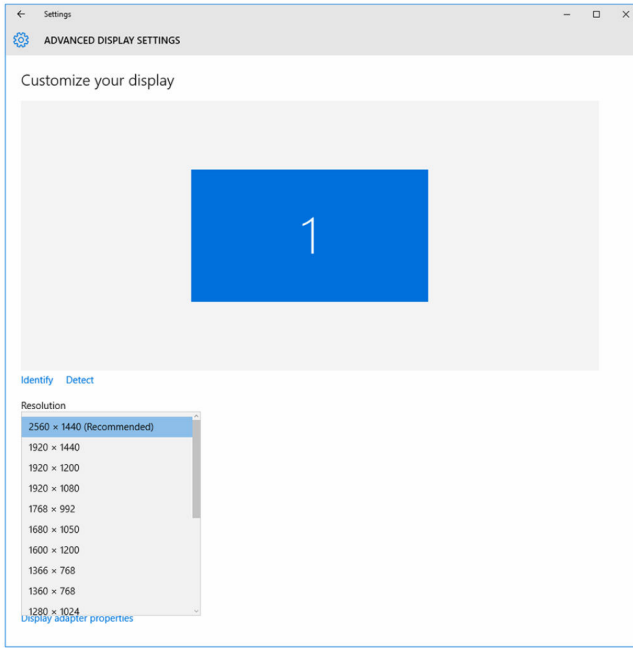 Settings
ADVANCED DISPLAY SETTINGS
Customize your display
1
Identify Detect
Resolution
2560 × 1440 (Recommended)
1920 × 1440
1920 × 1200
1920 × 1080
1768 × 992
1680 × 1050
1600 × 1200
1366 × 768
1360 × 768
1280 × 1024
Display adapter properties